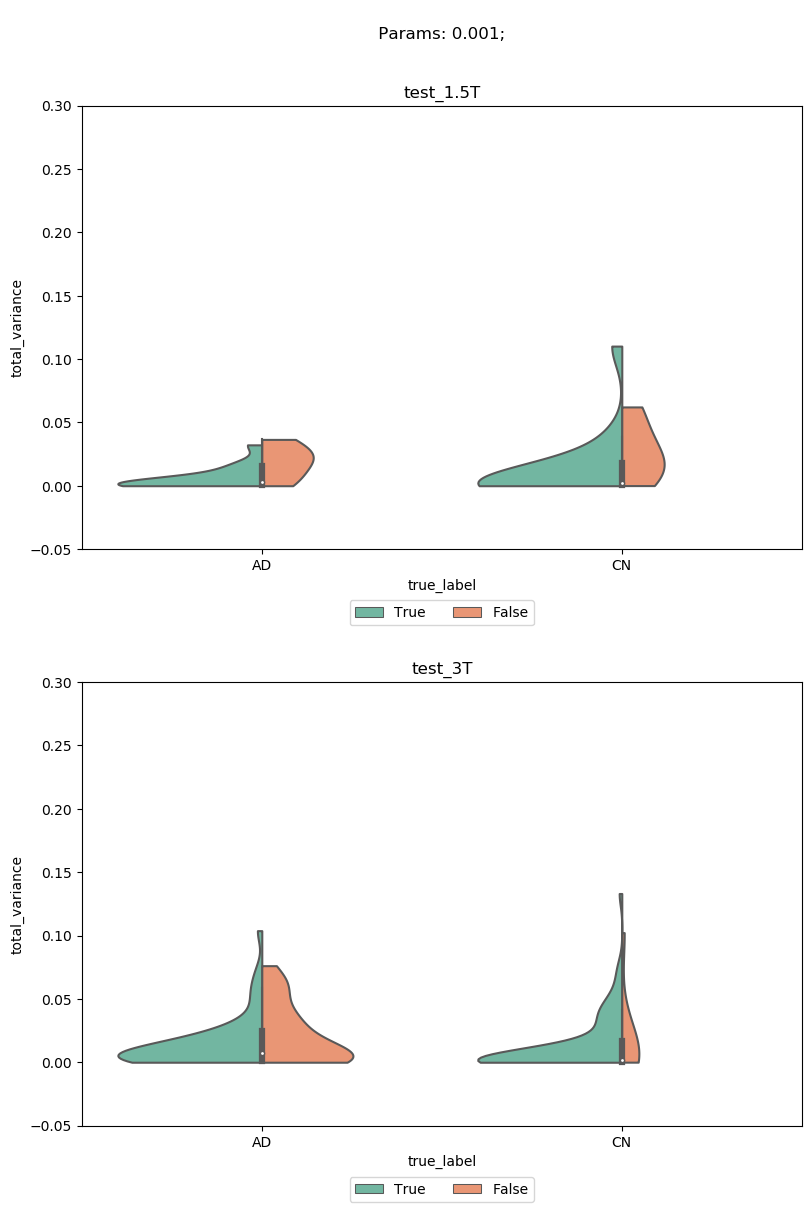 Params: 0.001;
test_1.5T
0.30
0.25
0.20
0.15
0.10
0.05
0.00
−0.05
total_variance
AD CN
true_label
True False
test_3T
0.30
0.25
0.20
0.15
0.10
0.05
0.00
−0.05
total_variance
AD CN
true_label
True False